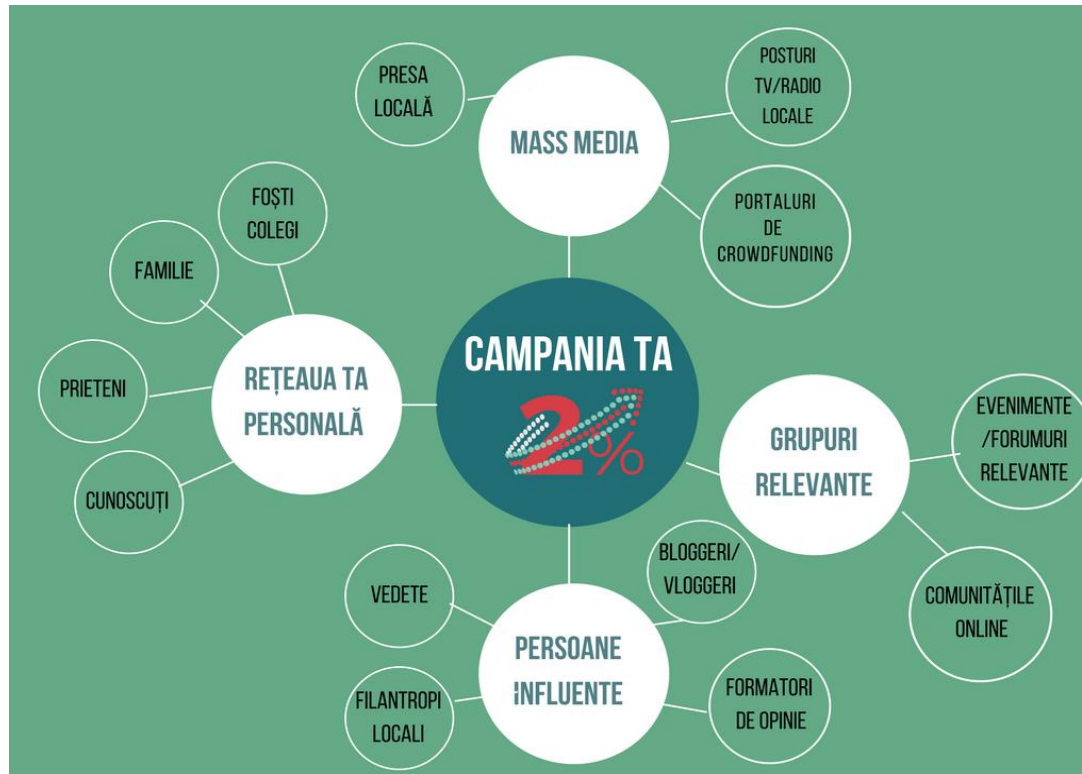 CAMPANIA TA
2%
MASS MEDIA
PRESA
LOCALĂ
POSTURI
TV/RADIO
LOCALE
PORTALURI
DE
CROWDFUNDING
REȚEAUA TA
PERSONALĂ
FOȘTI
COLEGI
FAMILIE
PRIETENI
CUNOSCUȚI
GRUPURI
RELEVANTE
EVENIMENTE
/FORUMURI
RELEVANTE
COMUNITĂȚILE
ONLINE
PERSOANE
INFLUENTE
BLOGGERI/
VLOGGERI
VEDETE
FILANTROPI
LOCALI
FORMATORI
DE OPINIE